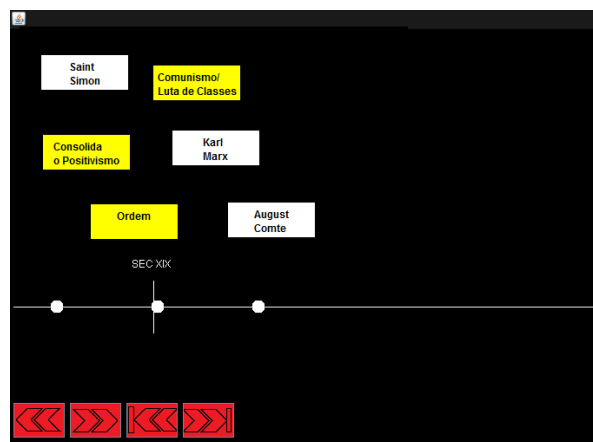 Saint
Simon
Comunismo/
Luta de Classes
Consolida
o Positivismo
Karl
Marx
Ordem
August
Comte
SEC XIX